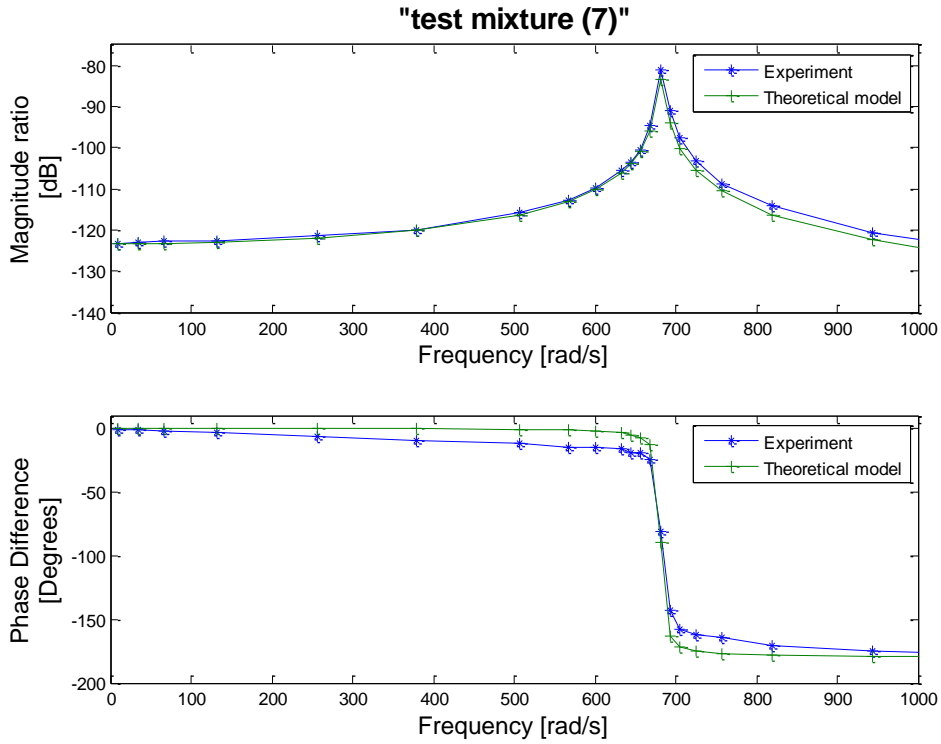 "test mixture (7)"
Magnitude ratio
[dB]
-80
-90
-100
-110
-120
-130
-140
Experiment
Theoretical model
0 100 200 300 400 500 600 700 800 900 1000
Frequency [rad/s]
Phase Difference
[Degrees]
0
-50
-100
-150
-200
Experiment
Theoretical model
0 100 200 300 400 500 600 700 800 900 1000
Frequency [rad/s]